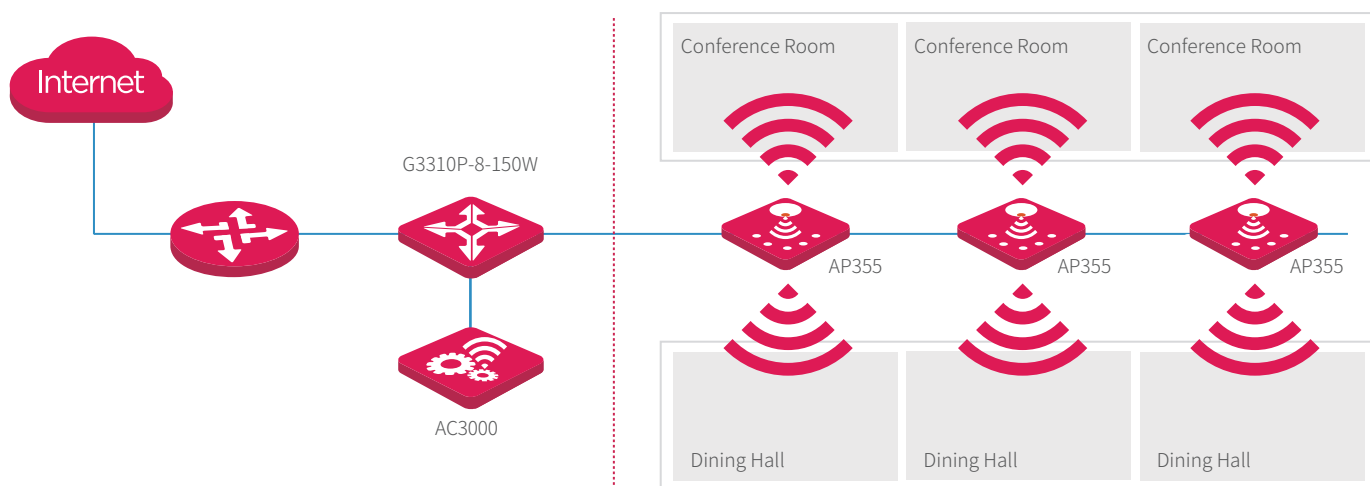 Internet
G3310P-8-150W
AC3000
Conference Room
Conference Room
Conference Room
AP355
AP355
AP355
Dining Hall
Dining Hall
Dining Hall